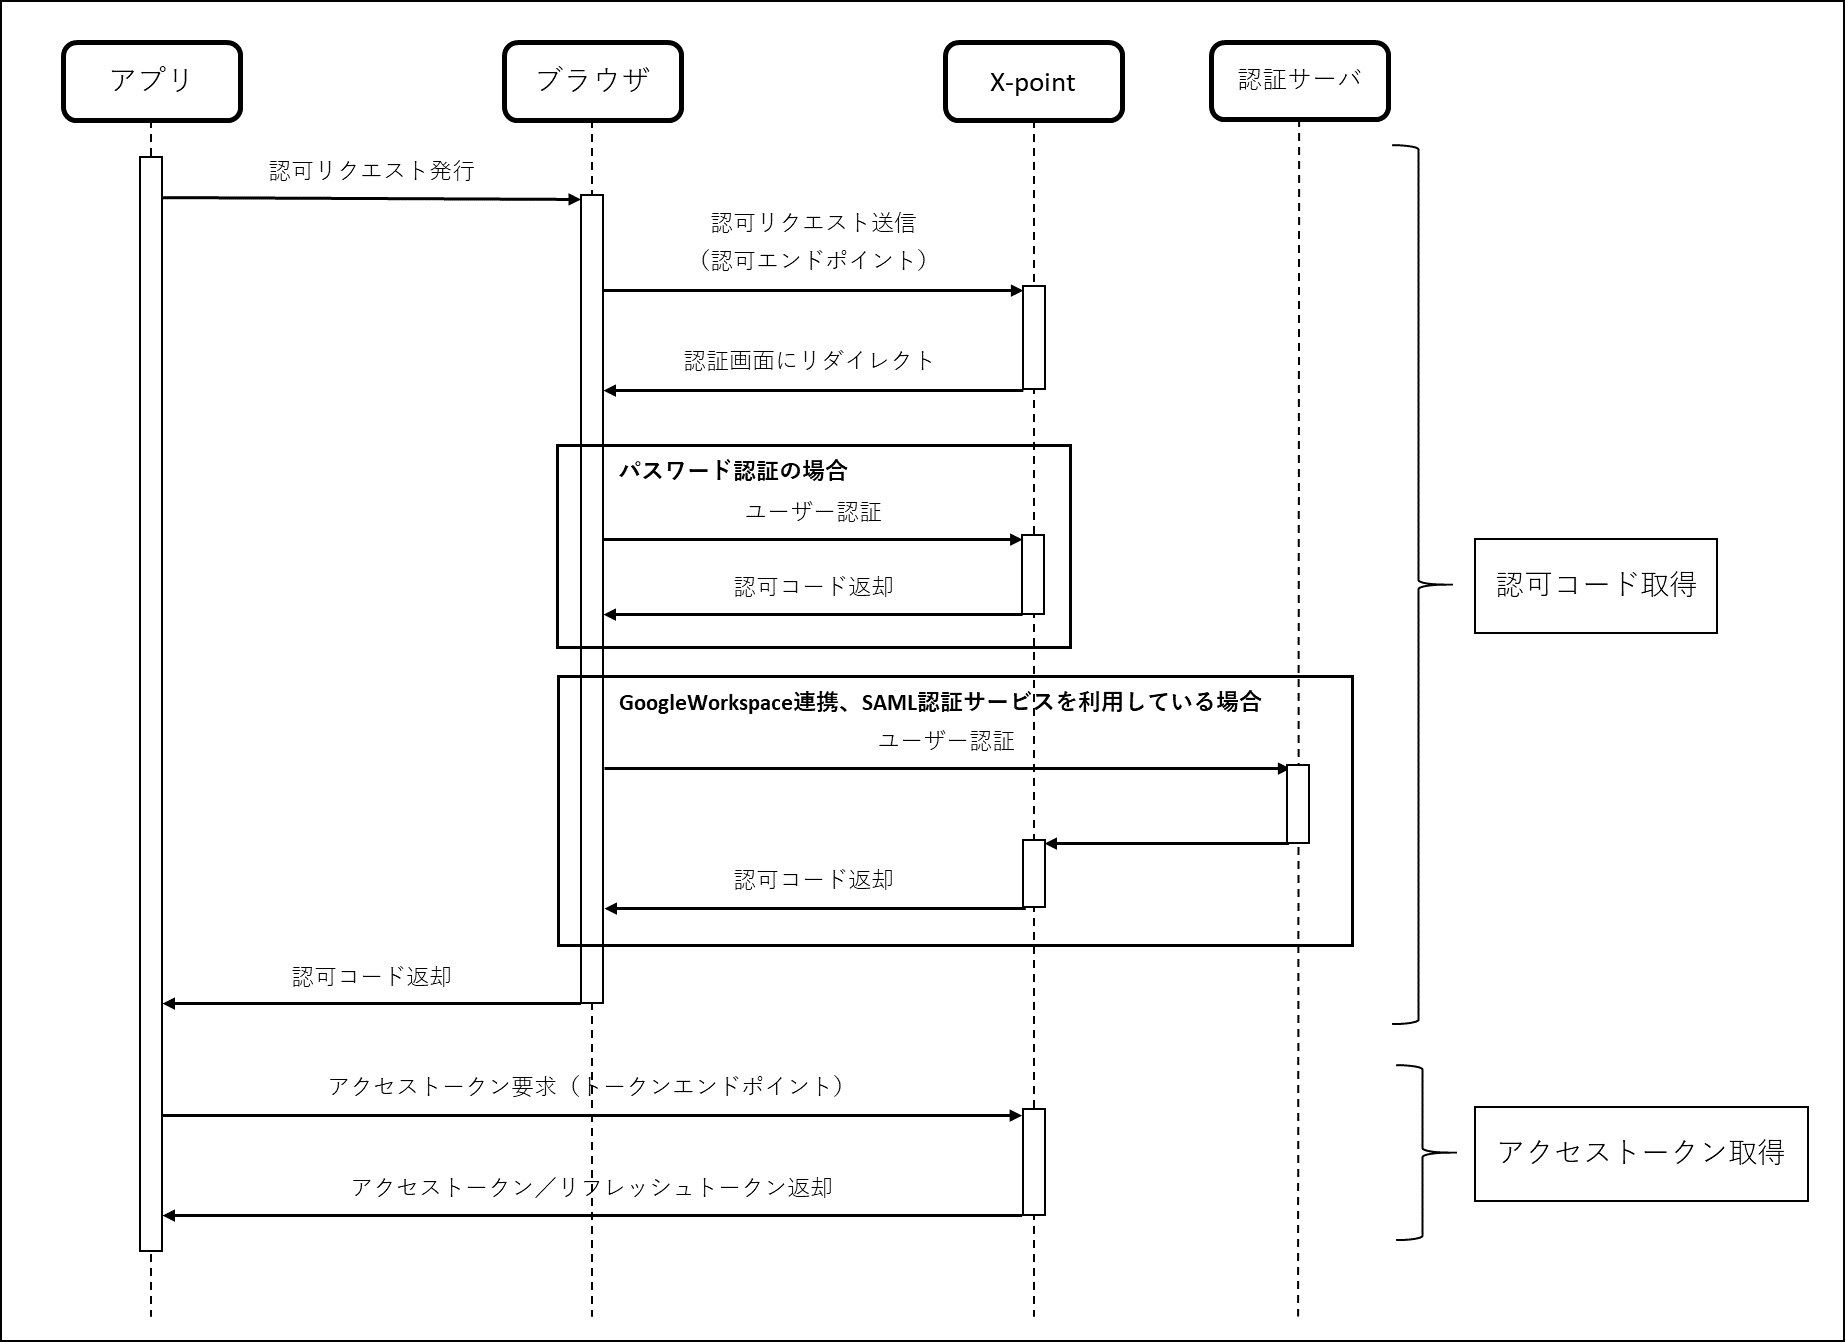 アプリ
ブラウザ
X-point
認証サーバ
認可リクエスト発行
認可リクエスト送信
（認可エンドポイント）
認証画面にリダイレクト
パスワード認証の場合
ユーザー認証
認可コード返却
認可コード取得
GoogleWorkspace連携、SAML認証サービスを利用している場合
ユーザー認証
認可コード返却
認可コード返却
アクセストークン要求（トークンエンドポイント）
アクセストークン取得
アクセストークン／リフレッシュトークン返却